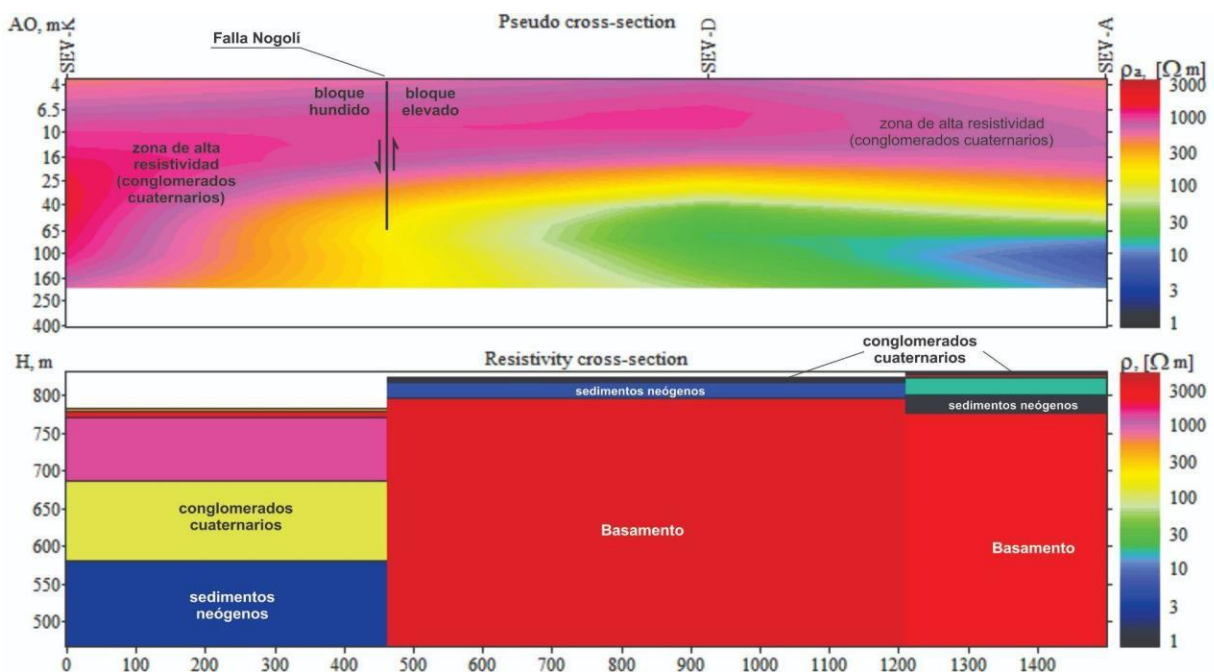 AO, m
Pseudo cross-section
SEV-K
SEV-D
SEV-A
Falla Nogolí
ρa, [Ω m]
bloque
hundido
bloque
elevado
zona de alta
resistividad
(conglomerados
cuaternarios)
zona de alta resistividad
(conglomerados cuaternarios)
4
6.5
10
16
25
40
65
100
160
250
400
3000
1000
300
100
30
10
3
1
H, m
Resistivity cross-section
conglomerados
cuaternarios
ρ, [Ω m]
800
750
700
650
600
550
500
sedimentos neógenos
sedimentos neógenos
conglomerados
cuaternarios
Basamento
Basamento
sedimentos
neógenos
3000
1000
300
100
30
10
3
1
0 100 200 300 400 500 600 700 800 900 1000 1100 1200 1300 1400